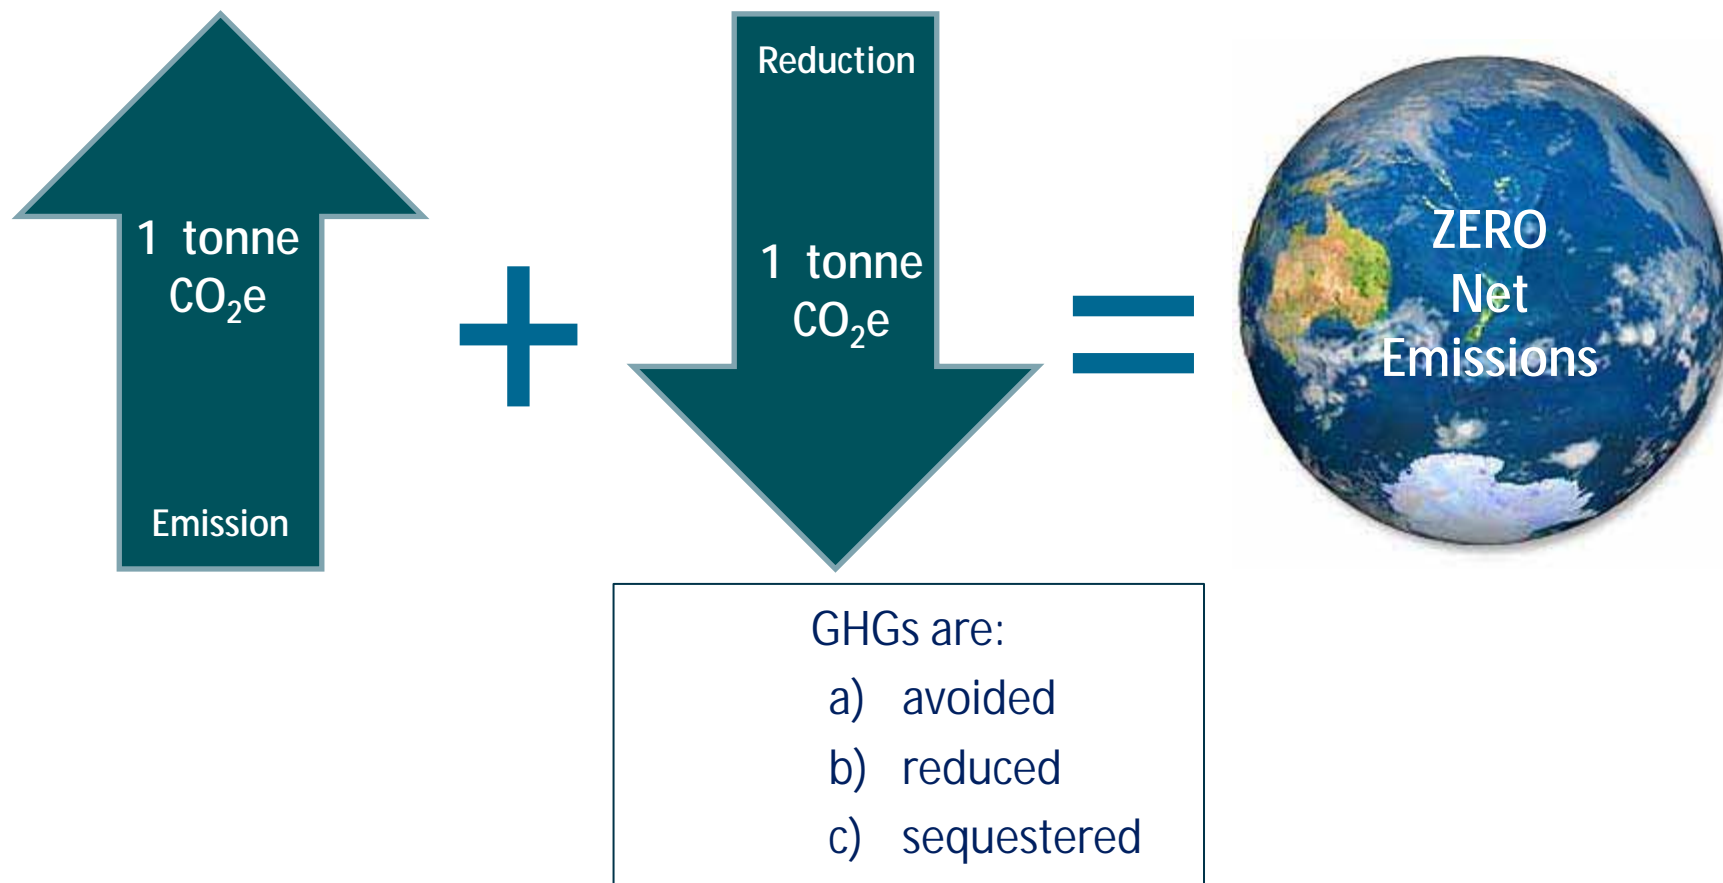 1 tonne
CO₂e
Emission
+
Reduction
1 tonne
CO₂e
=
ZERO
Net
Emissions
GHGs are:
a) avoided
b) reduced
c) sequestered